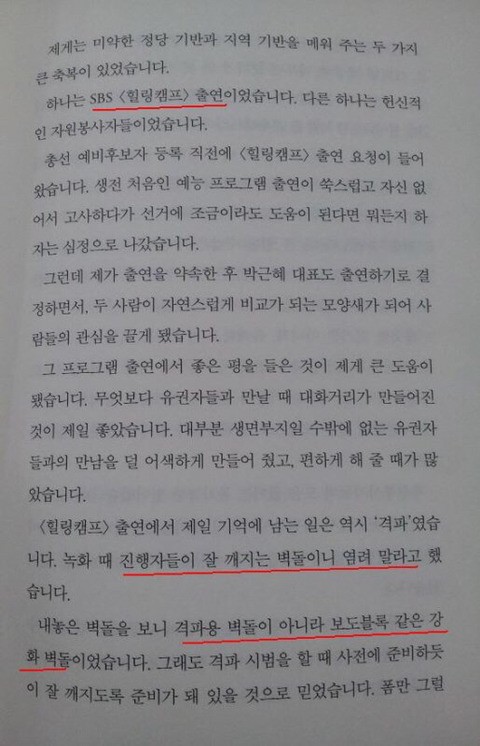 제게는 미약한 정당 기반과 지역 기반을 메워 주는 두 가지
큰 축복이 있었습니다.
하나는 SBS 〈힐링캠프〉 출연이었습니다. 다른 하나는 헌신적
인 자원봉사자들이었습니다.
총선 예비후보자 등록 직전에 〈힐링캠프〉 출연 요청이 들어
왔습니다. 생전 처음인 예능 프로그램 출연이 쑥스럽고 자신 없
어서 고사하다가 선거에 조금이라도 도움이 된다면 뭐든지 하
자는 심정으로 나갔습니다.
그런데 제가 출연을 약속한 후 박근혜 대표도 출연하기로 결
정하면서, 두 사람이 자연스럽게 비교가 되는 모양새가 되어 사
람들의 관심을 끌게 됐습니다.
그 프로그램 출연에서 좋은 평을 들은 것이 제게 큰 도움이
됐습니다. 무엇보다 유권자들과 만날 때 대화거리가 만들어진
것이 제일 좋았습니다. 대부분 생면부지일 수밖에 없는 유권자
들과의 만남을 덜 어색하게 만들어 줬고, 편하게 해 줄 때가 많
았습니다.
〈힐링캠프〉 출연에서 제일 기억에 남는 일은 역시 ‘격파’였습
니다. 녹화 때 진행자들이 잘 깨지는 벽돌이니 염려 말라고 했
습니다.
내놓은 벽돌을 보니 격파용 벽돌이 아니라 보도블록 같은 강
화 벽돌이었습니다. 그래도 격파 시범을 할 때 사전에 준비하듯
이 잘 깨지도록 준비가 돼 있을 것으로 믿었습니다. 폼만 그럴